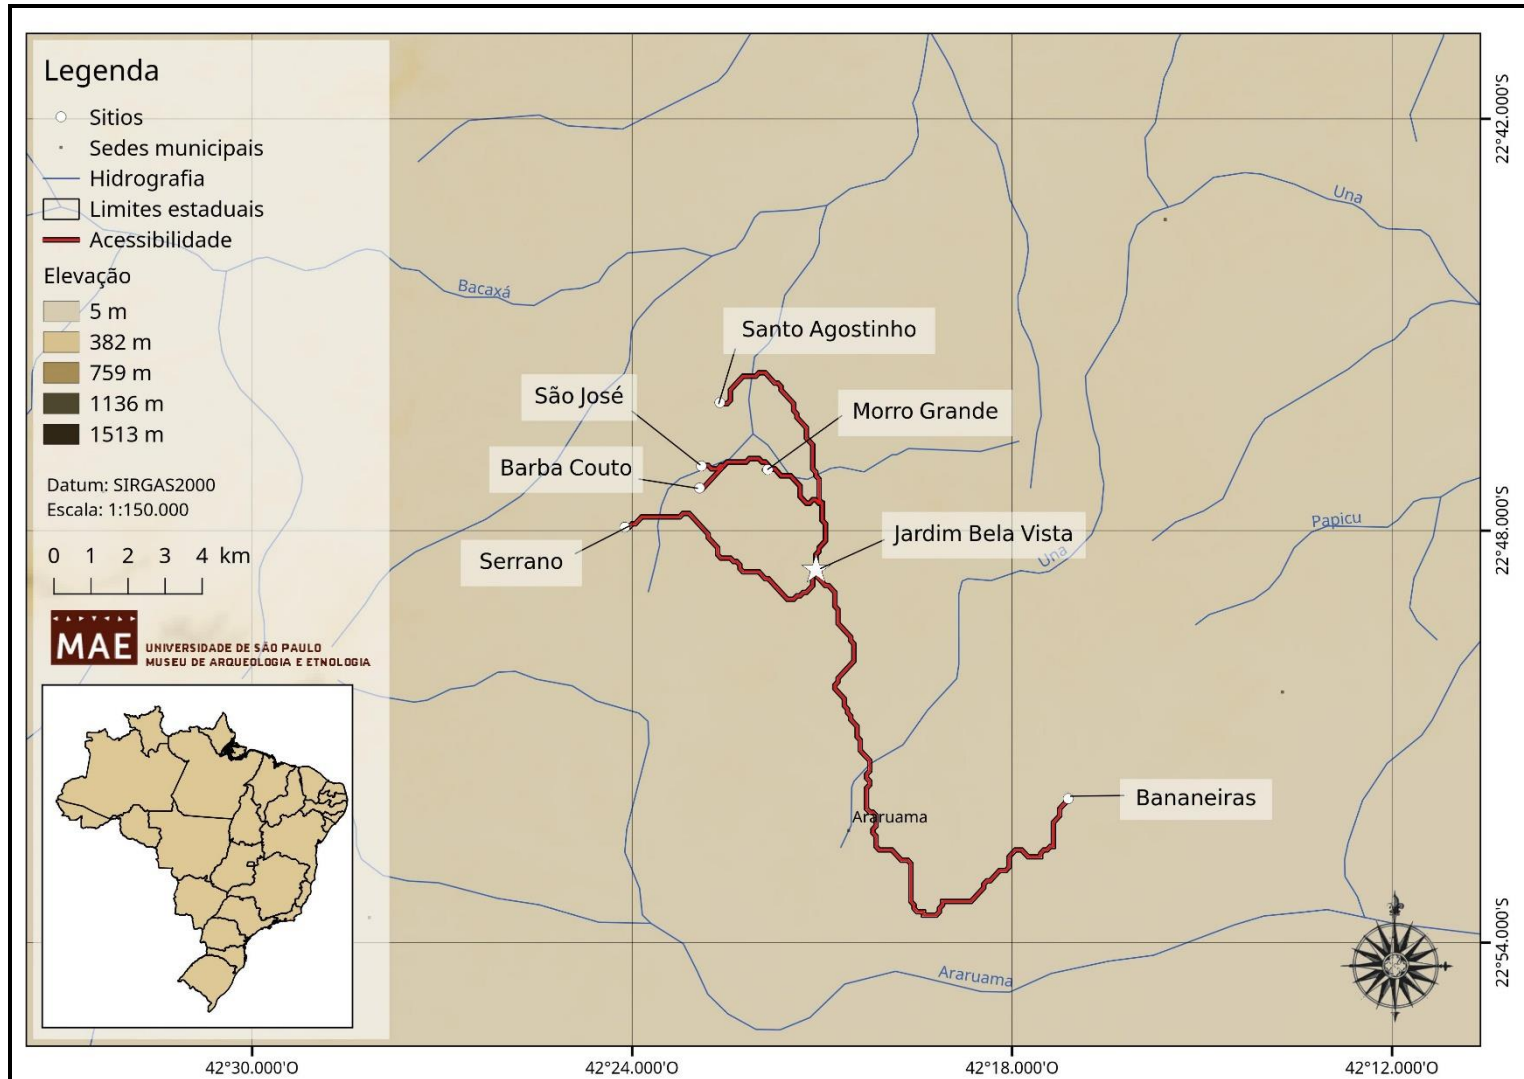 Legenda
Sitios
Sedes municipais
Hidrografia
Limites estaduais
Acessibilidade
Elevação
5 m
382 m
759 m
1136 m
1513 m
Datum: SIRGAS2000
Escala: 1:150.000
0 1 2 3 4 km
MAE
UNIVERSIDADE DE SÃO PAULO
MUSEU DE ARQUEOLOGIA E ETNOLOGIA
Una
Bacaxá
Santo Agostinho
São José
Morro Grande
Barba Couto
Serrano
Jardim Bela Vista
Una
Papicu
Bananeiras
Araruama
Araruama
22°42.000'S
22°48.000'S
22°54.000'S
42°30.000'O
42°24.000'O
42°18.000'O
42°12.000'O